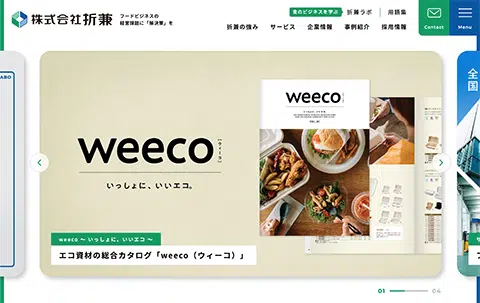 株式会社折兼
フードビジネスの
経営課題に「解決策」を
食のビジネスを学ぶ
折兼ラボ
用語集
折兼の強み
サービス
企業情報
事例紹介
採用情報
Contact
Menu
ABO
weeco
(ウィーコ)
いっしょに、いいエコ。
weeco
weeco 〜 いっしょに、いいエコ 〜
エコ資材の総合カタログ「weeco（ウィーコ）」
全国
01
04